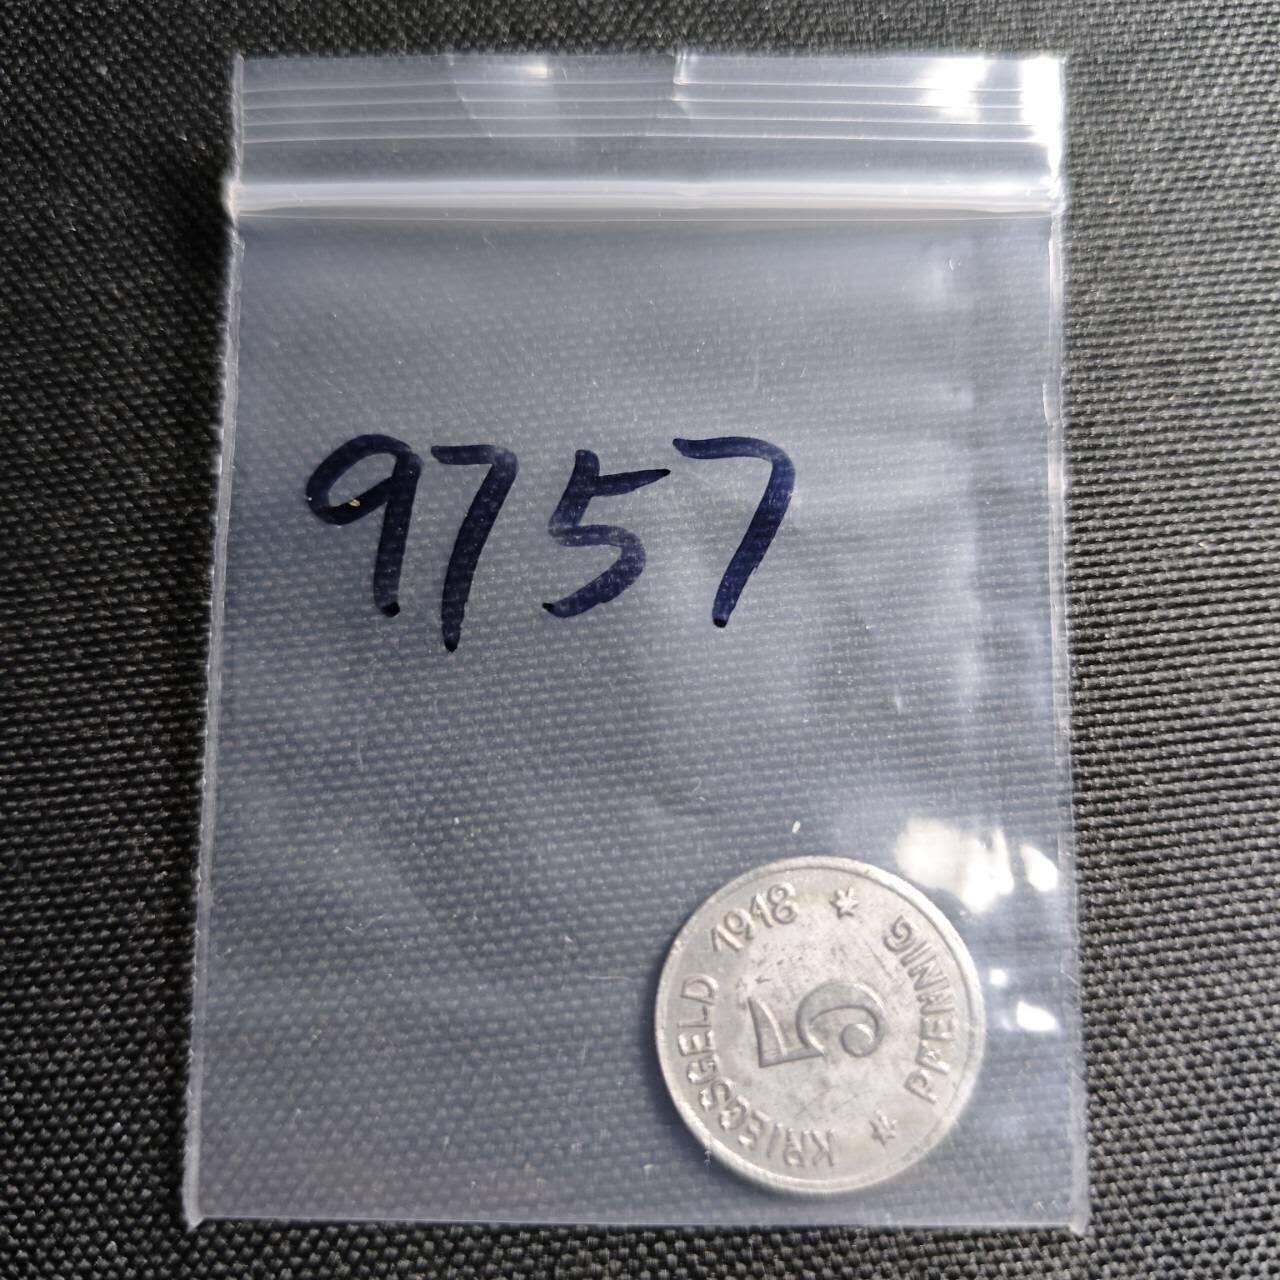 9757
KRIEGSGELD 1918
5
PFENNIG